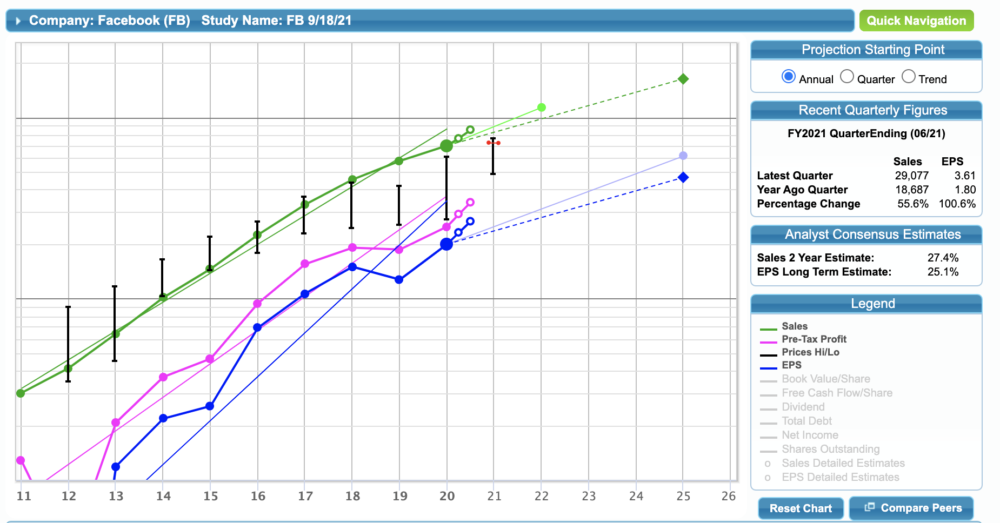 Company: Facebook (FB) Study Name: FB 9/18/21
Quick Navigation
Projection Starting Point
Annual Quarter Trend
Recent Quarterly Figures
FY2021 QuarterEnding (06/21)
Sales EPS
Latest Quarter 29,077 3.61
Year Ago Quarter 18,687 1.80
Percentage Change 55.6% 100.6%
Analyst Consensus Estimates
Sales 2 Year Estimate: 27.4%
EPS Long Term Estimate: 25.1%
Legend
Sales
Pre-Tax Profit
Prices Hi/Lo
EPS
Book Value/Share
Free Cash Flow/Share
Dividend
Total Debt
Net Income
Shares Outstanding
o Sales Detailed Estimates
o EPS Detailed Estimates
11 12 13 14 15 16 17 18 19 20 21 22 23 24 25 26
Reset Chart
Compare Peers